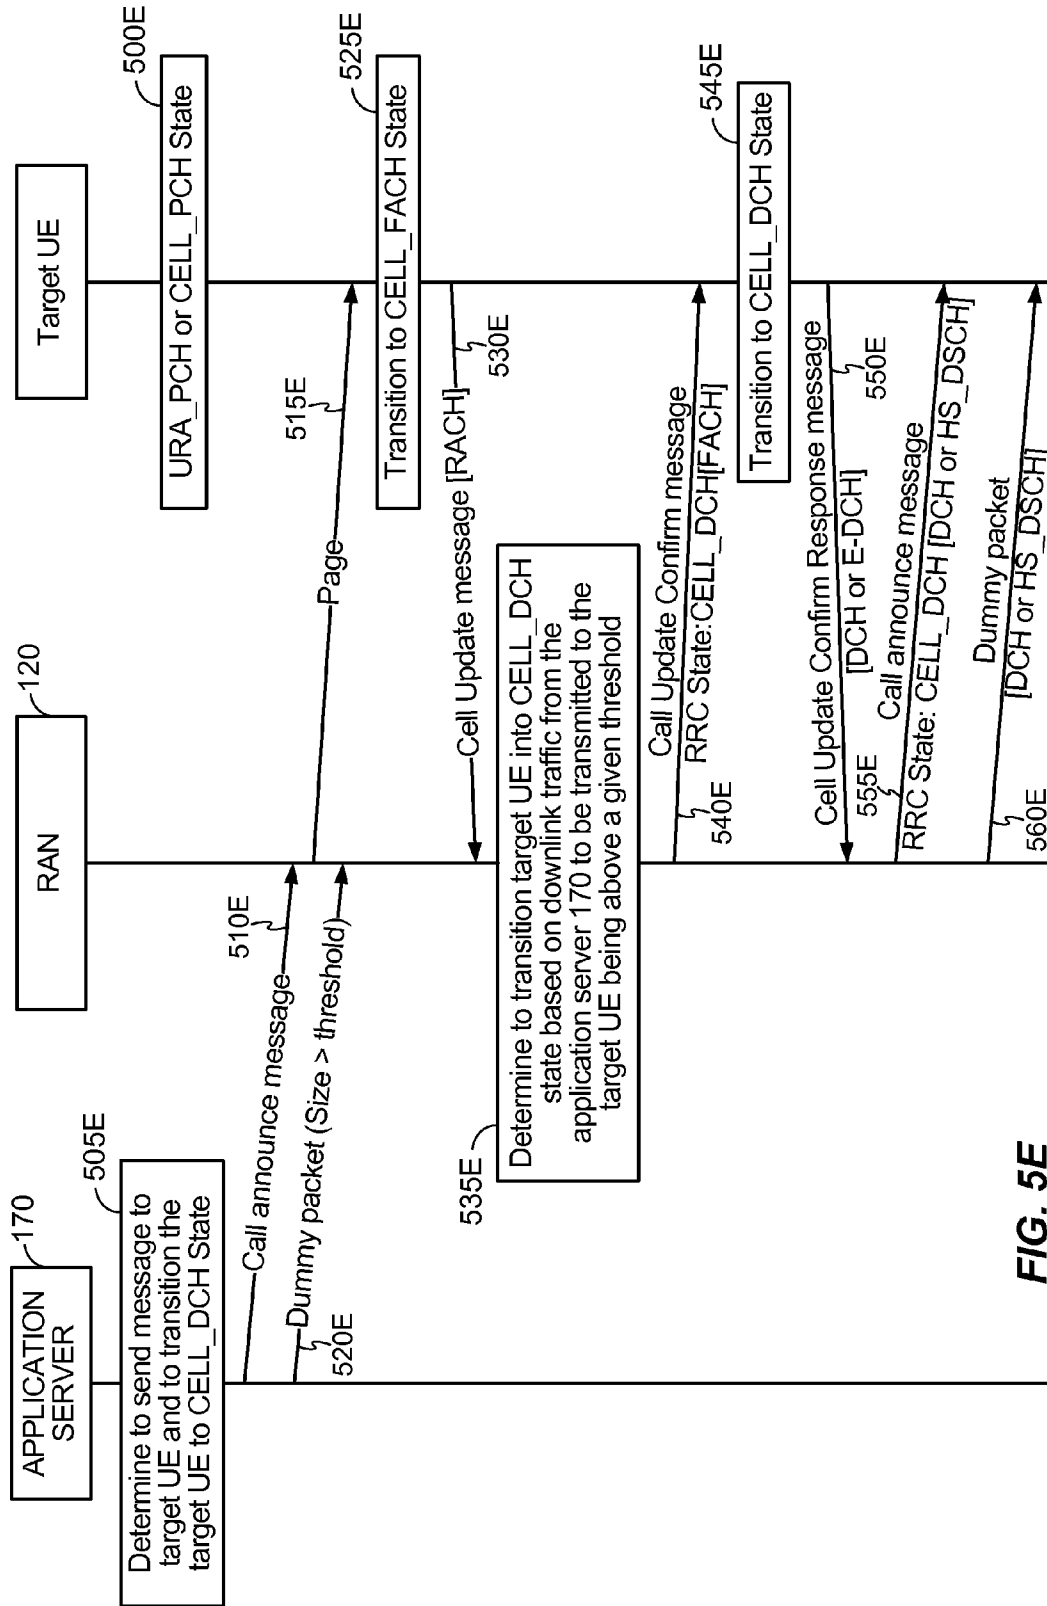 APPLICATION
SERVER
170
RAN
120
Target UE
URA_PCH or CELL_PCH State
500E
Determine to send message to
target UE and to transition the
target UE to CELL_DCH State
505E
Call announce message
510E
Page
515E
Dummy packet (Size > threshold)
520E
Transition to CELL_FACH State
525E
Cell Update message [RACH]
530E
Determine to transition target UE into CELL_DCH
state based on downlink traffic from the
application server 170 to be transmitted to the
target UE being above a given threshold
535E
Call Update Confirm message
RRC State:CELL_DCH[FACH]
540E
Transition to CELL_DCH State
545E
Cell Update Confirm Response message
[DCH or E-DCH]
550E
Call announce message
RRC State: CELL_DCH [DCH or HS_DSCH]
555E
Dummy packet
[DCH or HS_DSCH]
560E
FIG. 5E